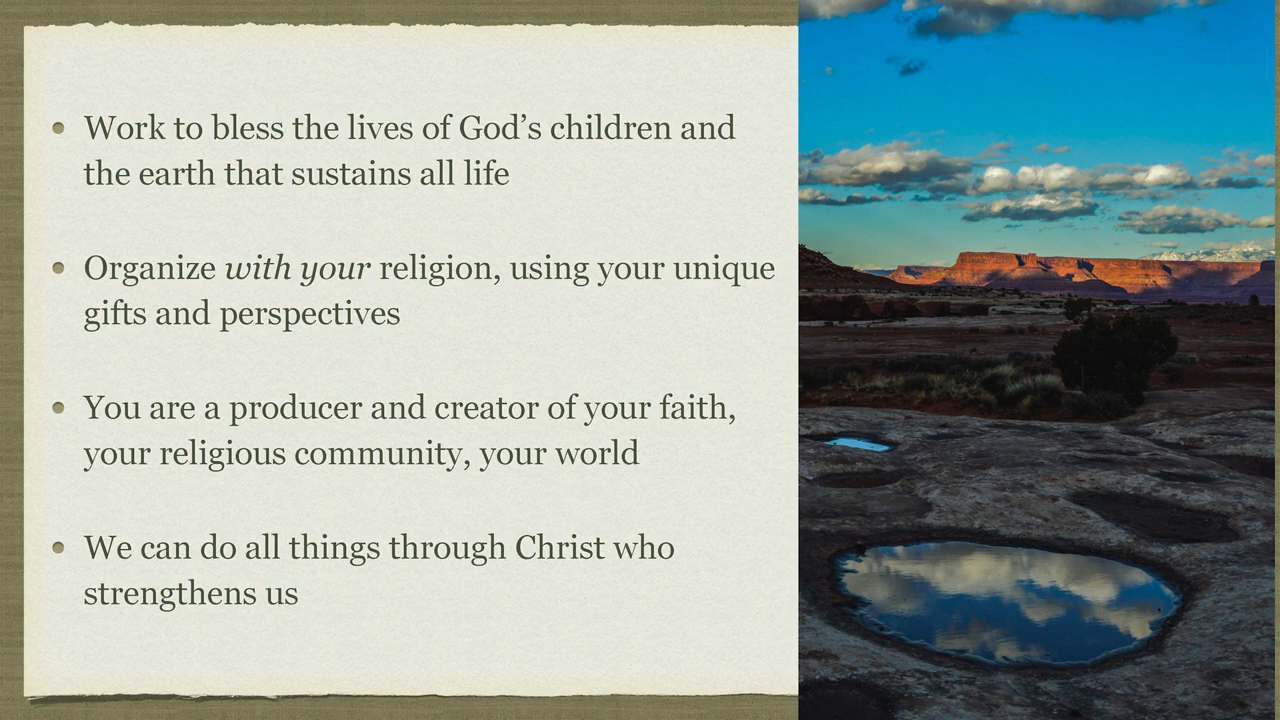 • Work to bless the lives of God’s children and
the earth that sustains all life
• Organize with your religion, using your unique
gifts and perspectives
• You are a producer and creator of your faith,
your religious community, your world
• We can do all things through Christ who
strengthens us